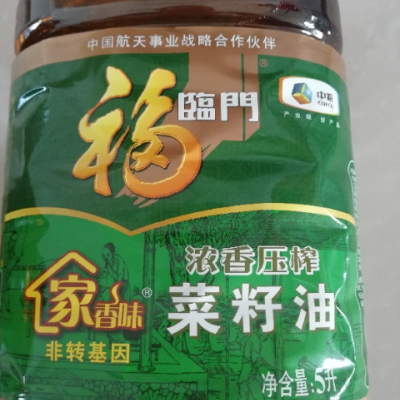 中国航天事业战略合作伙伴
福臨門®
中粮
COFCO
浓香压榨
家香味®
菜籽油
非转基因
净含量:5升